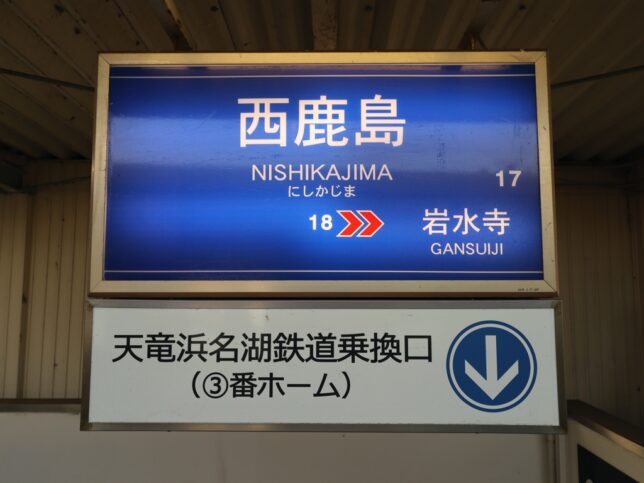 西鹿島
NISHIKAJIMA
にしかじま
17
18
岩水寺
GANSUIJI
天竜浜名湖鉄道乗換口
(③番ホーム)